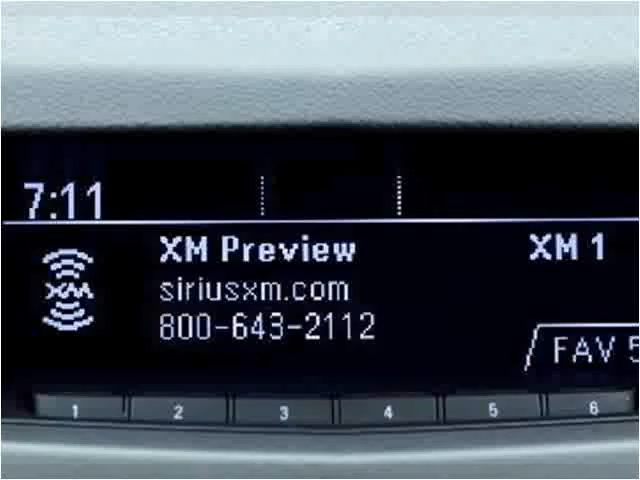 7:11
XM Preview XM 1
XM siriusxm.com
800-643-2112
FAV 5
1 2 3 4 5 6